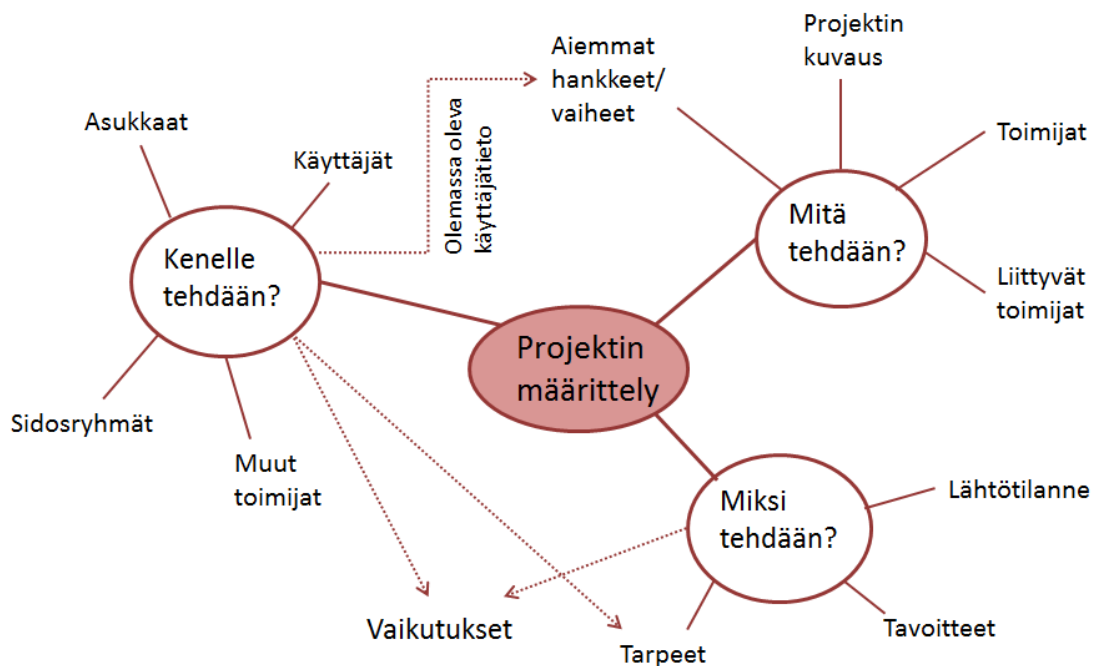 Projektin
kuvaus
Aiemmat
hankkeet/
vaiheet
Toimijat
Asukkaat
Käyttäjät
Olemassa oleva
käyttäjätieto
Mitä
tehdään?
Kenelle
tehdään?
Liittyvät
toimijat
Projektin
määrittely
Sidosryhmät
Muut
toimijat
Miksi
tehdään?
Lähtötilanne
Vaikutukset
Tarpeet
Tavoitteet